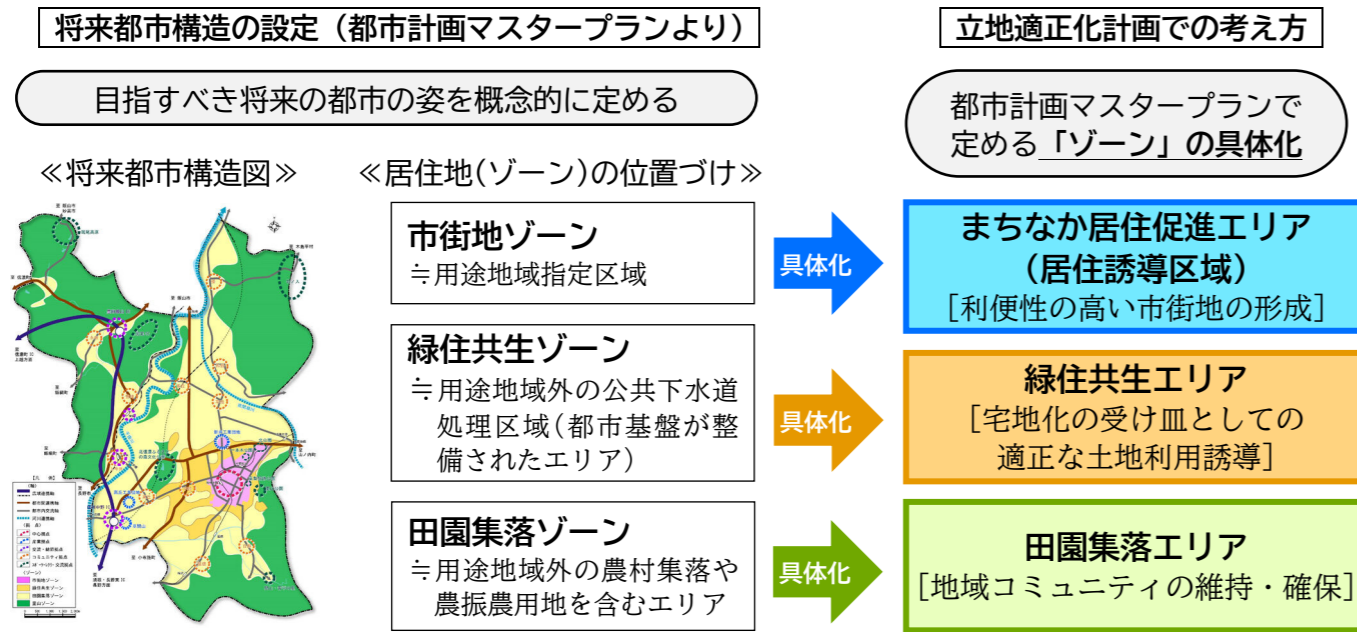 将来都市構造の設定（都市計画マスタープランより）
目指すべき将来の都市の姿を概念的に定める
≪将来都市構造図≫
≪居住地(ゾーン)の位置づけ≫
市街地ゾーン
≒用途地域指定区域
緑住共生ゾーン
≒用途地域外の公共下水道
処理区域(都市基盤が整
備されたエリア)
田園集落ゾーン
≒用途地域外の農村集落や
農振農用地を含むエリア
具体化
具体化
具体化
立地適正化計画での考え方
都市計画マスタープランで
定める「ゾーン」の具体化
まちなか居住促進エリア
（居住誘導区域）
［利便性の高い市街地の形成］
緑住共生エリア
［宅地化の受け皿としての
適正な土地利用誘導］
田園集落エリア
［地域コミュニティの維持・確保］